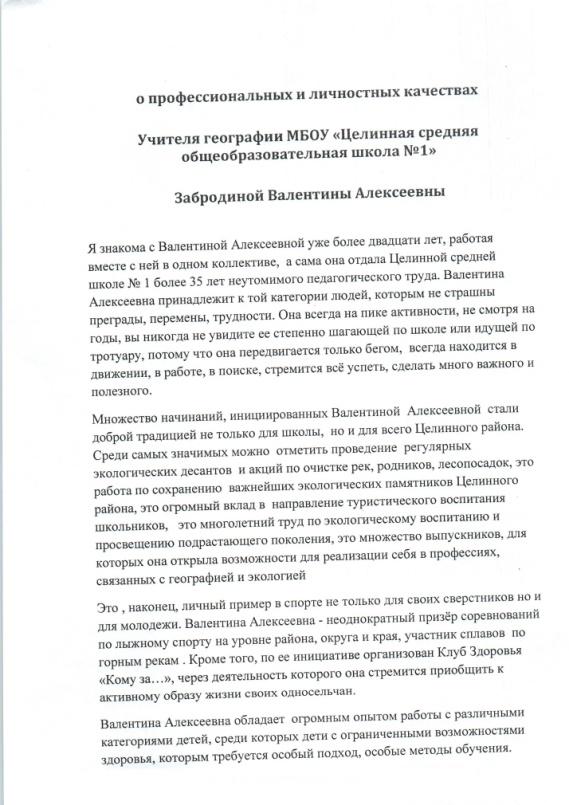 о профессиональных и личностных качествах
Учителя географии МБОУ «Целинная средняя
общеобразовательная школа №1»
Забродиной Валентины Алексеевны
Я знакома с Валентиной Алексеевной уже более двадцати лет, работая
вместе с ней в одном коллективе,  а сама она отдала Целинной средней
школе № 1 более 35 лет неутомимого педагогического труда. Валентина
Алексеевна принадлежит к той категории людей, которым не страшны
преграды, перемены, трудности. Она всегда на пике активности, не смотря на
годы, вы никогда не увидите ее степенно шагающей по школе или идущей по
тротуару, потому что она передвигается только бегом,  всегда находится в
движении, в работе, в поиске, стремится всё успеть, сделать много важного и
полезного.
Множество начинаний, инициированных Валентиной  Алексеевной  стали
доброй традицией не только для школы,  но и для всего Целинного района.
Среди самых значимых можно  отметить проведение  регулярных
экологических десантов  и акций по очистке рек, родников, лесопосадок, это
работа по сохранению  важнейших экологических памятников Целинного
района, это огромный вклад в  направление туристического воспитания
школьников,   это многолетний труд по экологическому воспитанию и
просвещению подрастающего поколения, это множество выпускников, для
которых она открыла возможности для реализации себя в профессиях,
связанных с географией и экологией
Это , наконец, личный пример в спорте не только для своих сверстников но и
для молодежи. Валентина Алексеевна - неоднократный призёр соревнований
по лыжному спорту на уровне района, округа и края, участник сплавов  по
горным рекам . Кроме того, по ее инициативе организован Клуб Здоровья
«Кому за…», через деятельность которого она стремится приобщить к
активному образу жизни своих односельчан.
Валентина Алексеевна обладает  огромным опытом работы с различными
категориями детей, среди которых дети с ограниченными возможностями
здоровья, которым требуется особый подход, особые методы обучения.